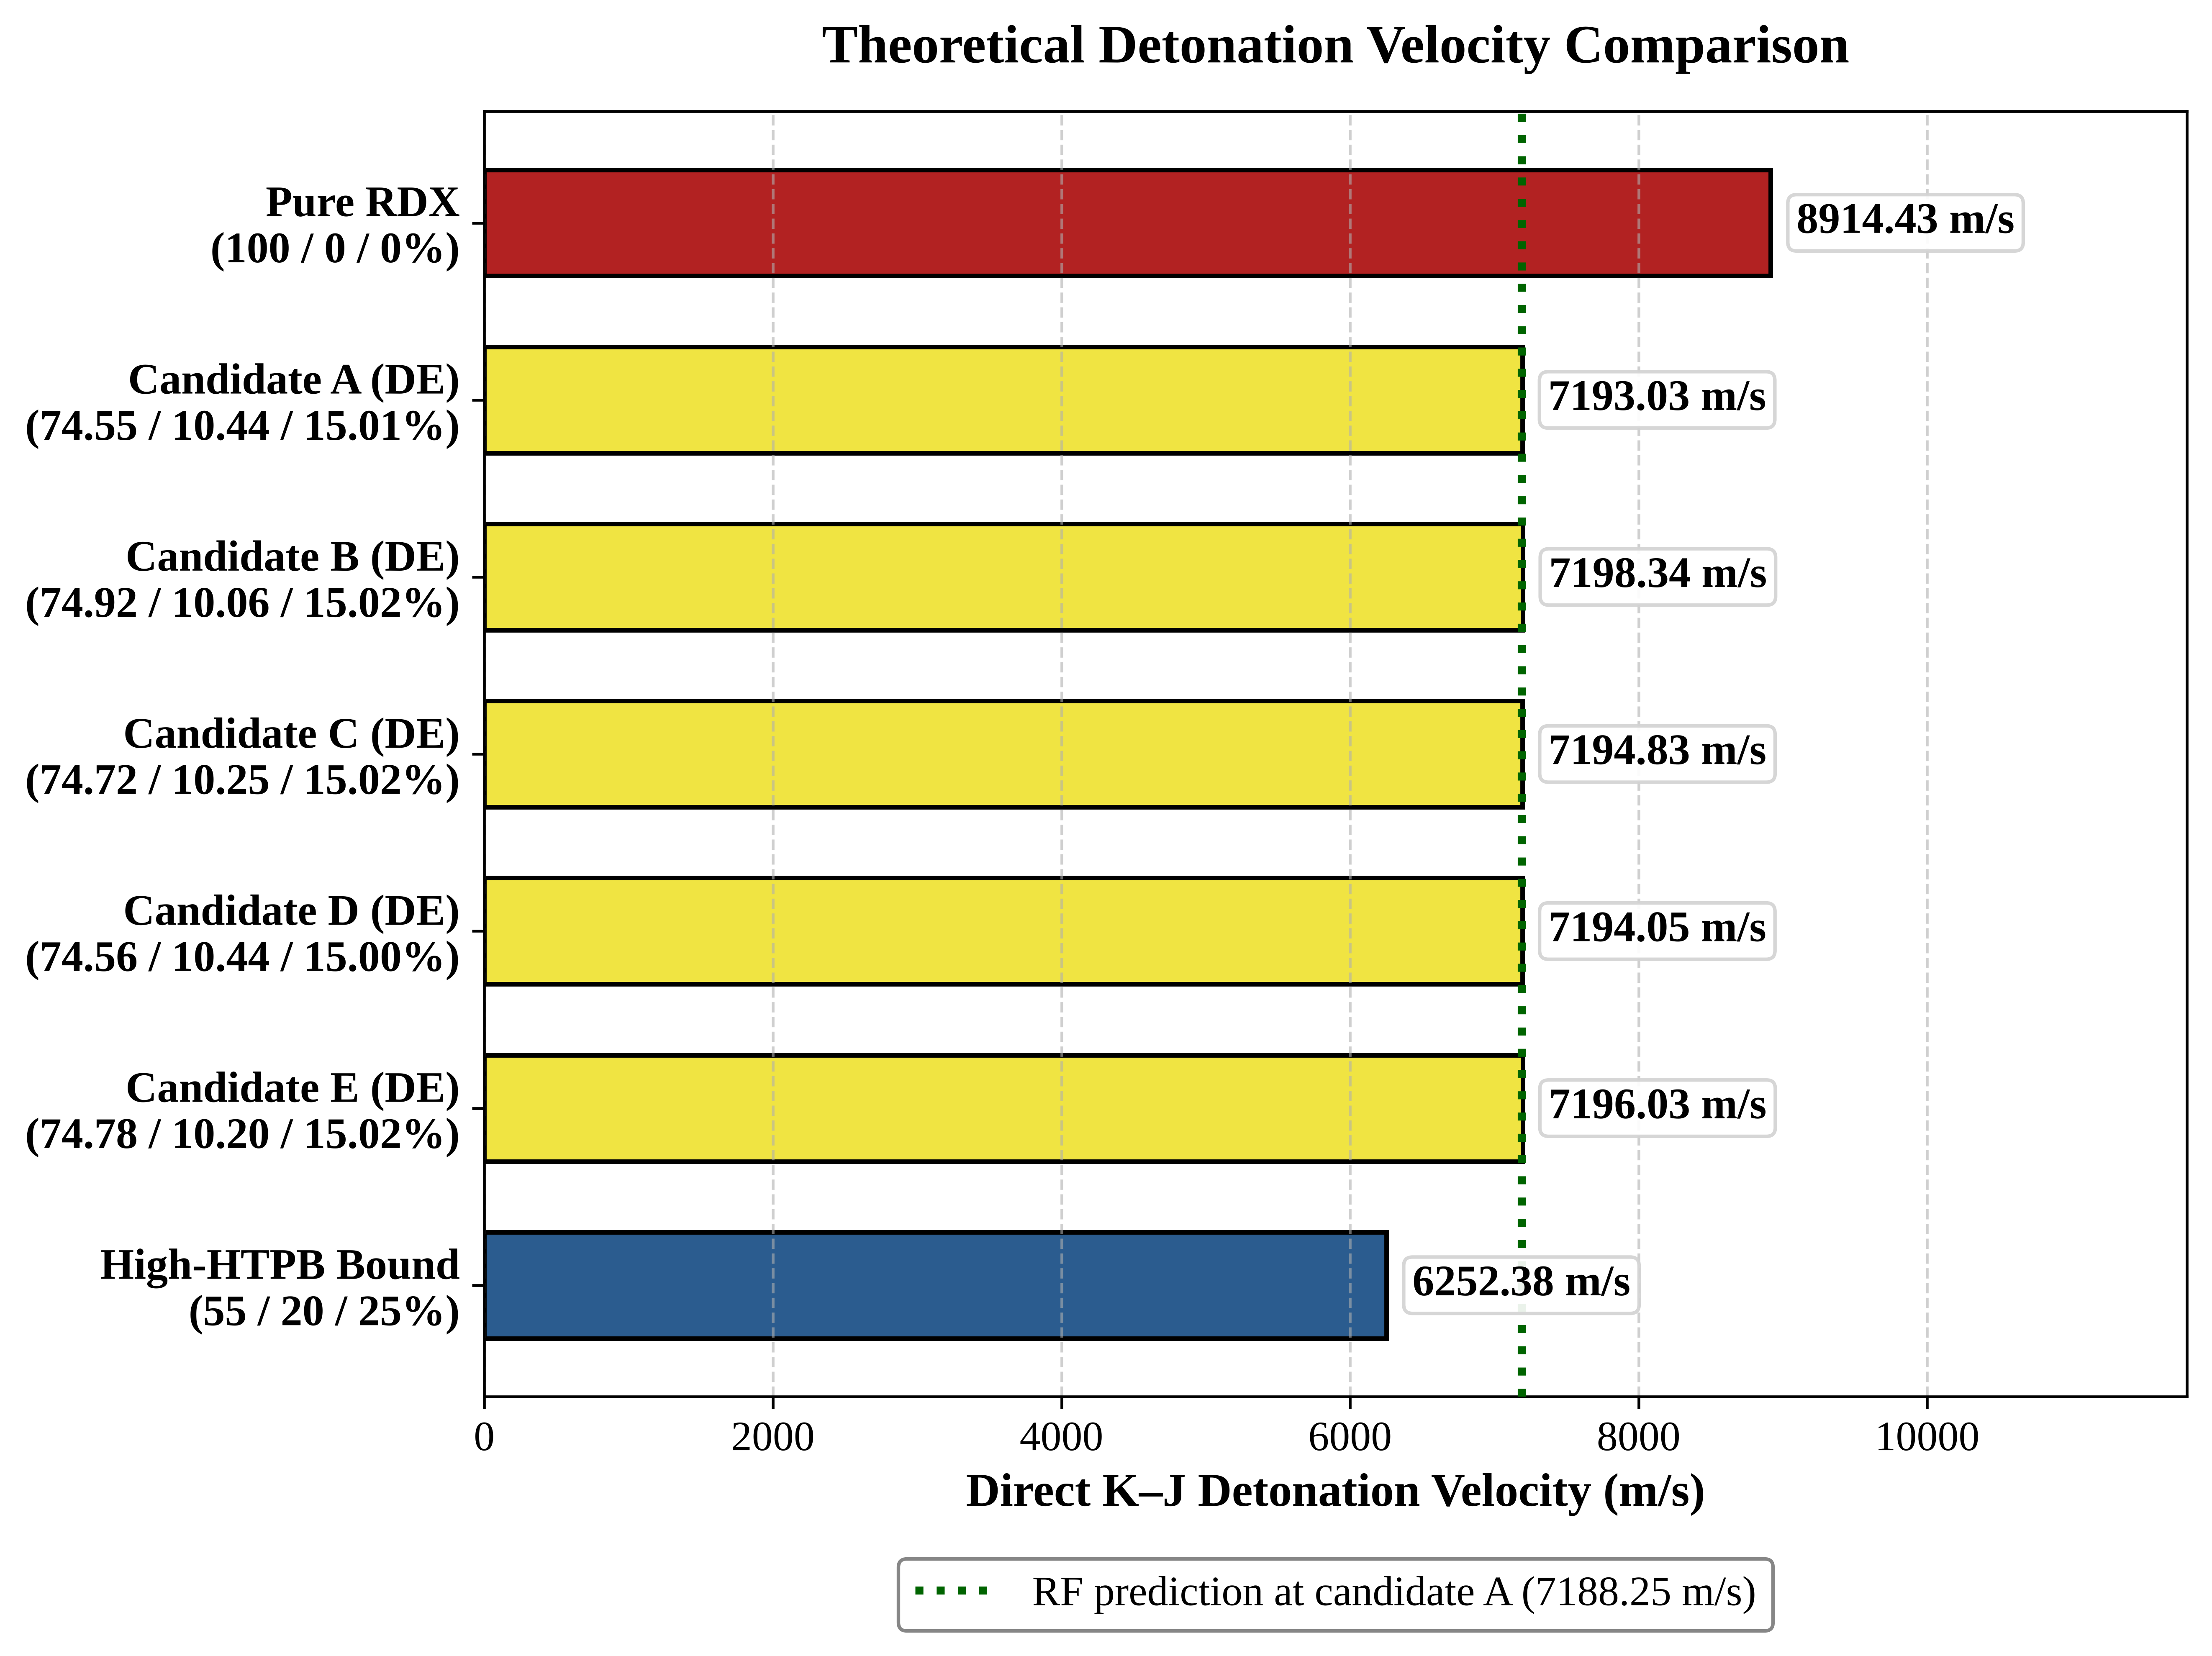 Theoretical Detonation Velocity Comparison
Pure RDX
(100 / 0 / 0%)
8914.43 m/s
Candidate A (DE)
(74.55 / 10.44 / 15.01%)
7193.03 m/s
Candidate B (DE)
(74.92 / 10.06 / 15.02%)
7198.34 m/s
Candidate C (DE)
(74.72 / 10.25 / 15.02%)
7194.83 m/s
Candidate D (DE)
(74.56 / 10.44 / 15.00%)
7194.05 m/s
Candidate E (DE)
(74.78 / 10.20 / 15.02%)
7196.03 m/s
High-HTPB Bound
(55 / 20 / 25%)
6252.38 m/s
0 2000 4000 6000 8000 10000
Direct K–J Detonation Velocity (m/s)
RF prediction at candidate A (7188.25 m/s)